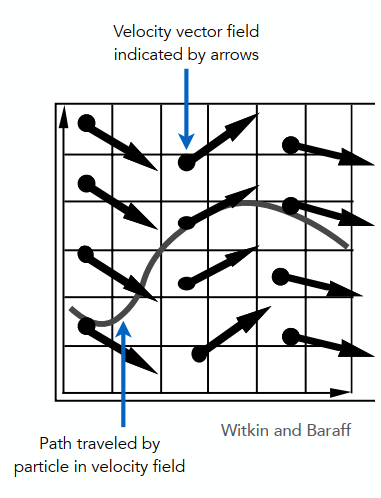 Velocity vector field
indicated by arrows
Witkin and Baraff
Path traveled by
particle in velocity field